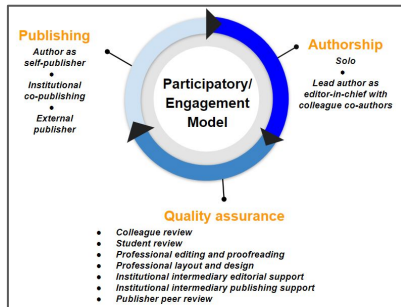 Publishing
Author as
self-publisher
•
Institutional
co-publishing
•
External
publisher
Participatory/
Engagement
Model
Authorship
Solo
•
Lead author as
editor-in-chief with
colleague co-authors
Quality assurance
• Colleague review
• Student review
• Professional editing and proofreading
• Professional layout and design
• Institutional intermediary editorial support
• Institutional intermediary publishing support
• Publisher peer review